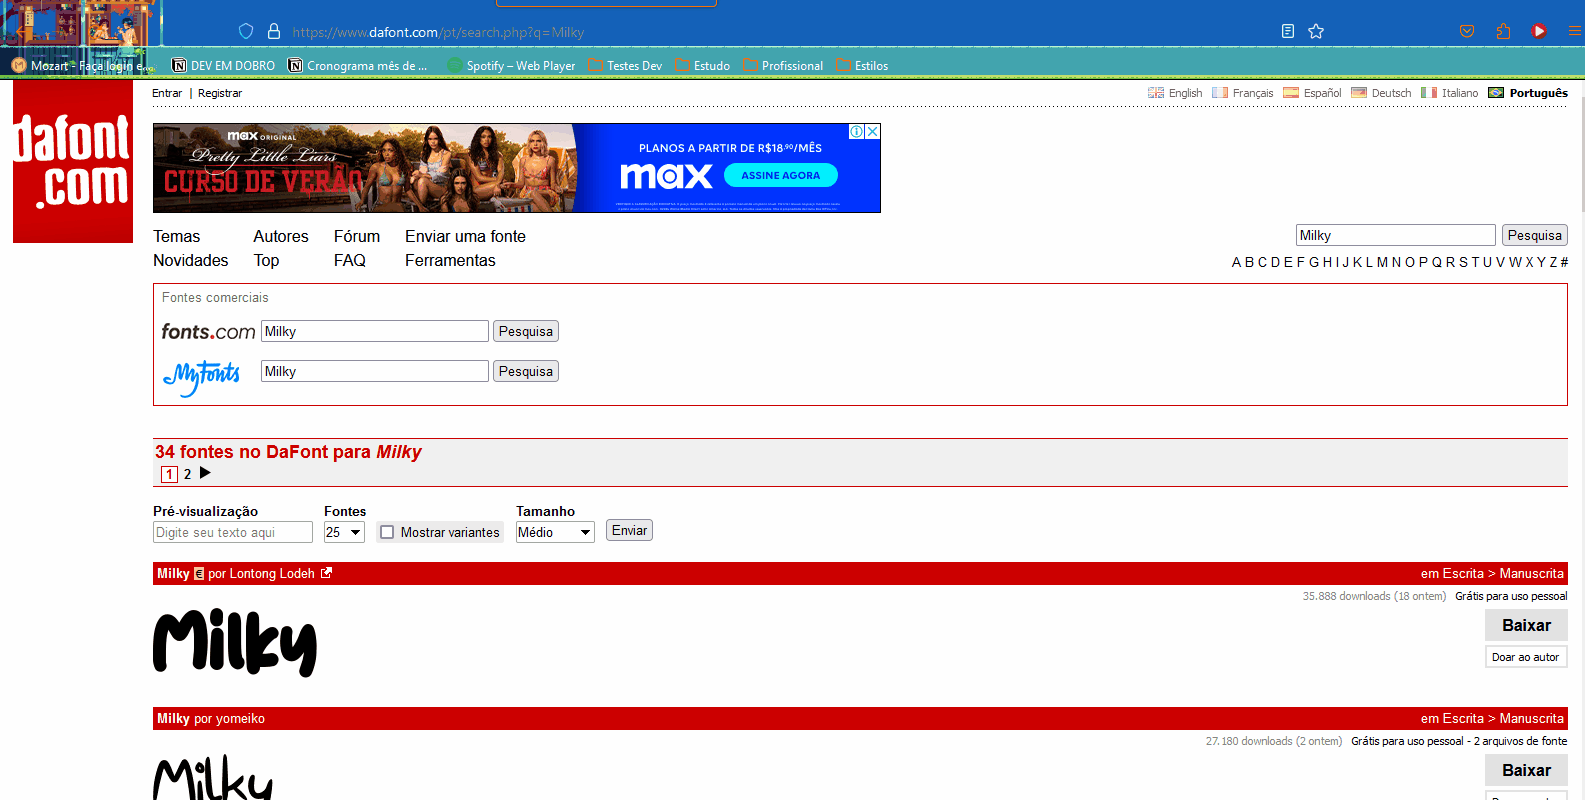 https://www.dafont.com/pt/search.php?q=Milky
Mozart - Faça login e...
DEV EM DOBRO
Cronograma mês de ...
Spotify – Web Player
Testes Dev
Estudo
Profissional
Estilos
dafont
.com
Entrar | Registrar
English
Français
Español
Deutsch
Italiano
Português
max ORIGINAL
Pretty Little Liars
CURSO DE VERÃO
PLANOS A PARTIR DE R$18,90/MÊS
max
ASSINE AGORA
Temas Autores Fórum Enviar uma fonte
Novidades Top FAQ Ferramentas
Milky Pesquisa
A B C D E F G H I J K L M N O P Q R S T U V W X Y Z #
Fontes comerciais
fonts.com Milky Pesquisa
MyFonts Milky Pesquisa
34 fontes no DaFont para Milky
1 2
Pré-visualização Fontes Tamanho
Digite seu texto aqui 25 Mostrar variantes Médio Enviar
Milky € por Lontong Lodeh em Escrita > Manuscrita
35.888 downloads (18 ontem) Grátis para uso pessoal
Milky
Baixar
Doar ao autor
Milky por yomeiko em Escrita > Manuscrita
27.180 downloads (2 ontem) Grátis para uso pessoal - 2 arquivos de fonte
Milky
Baixar